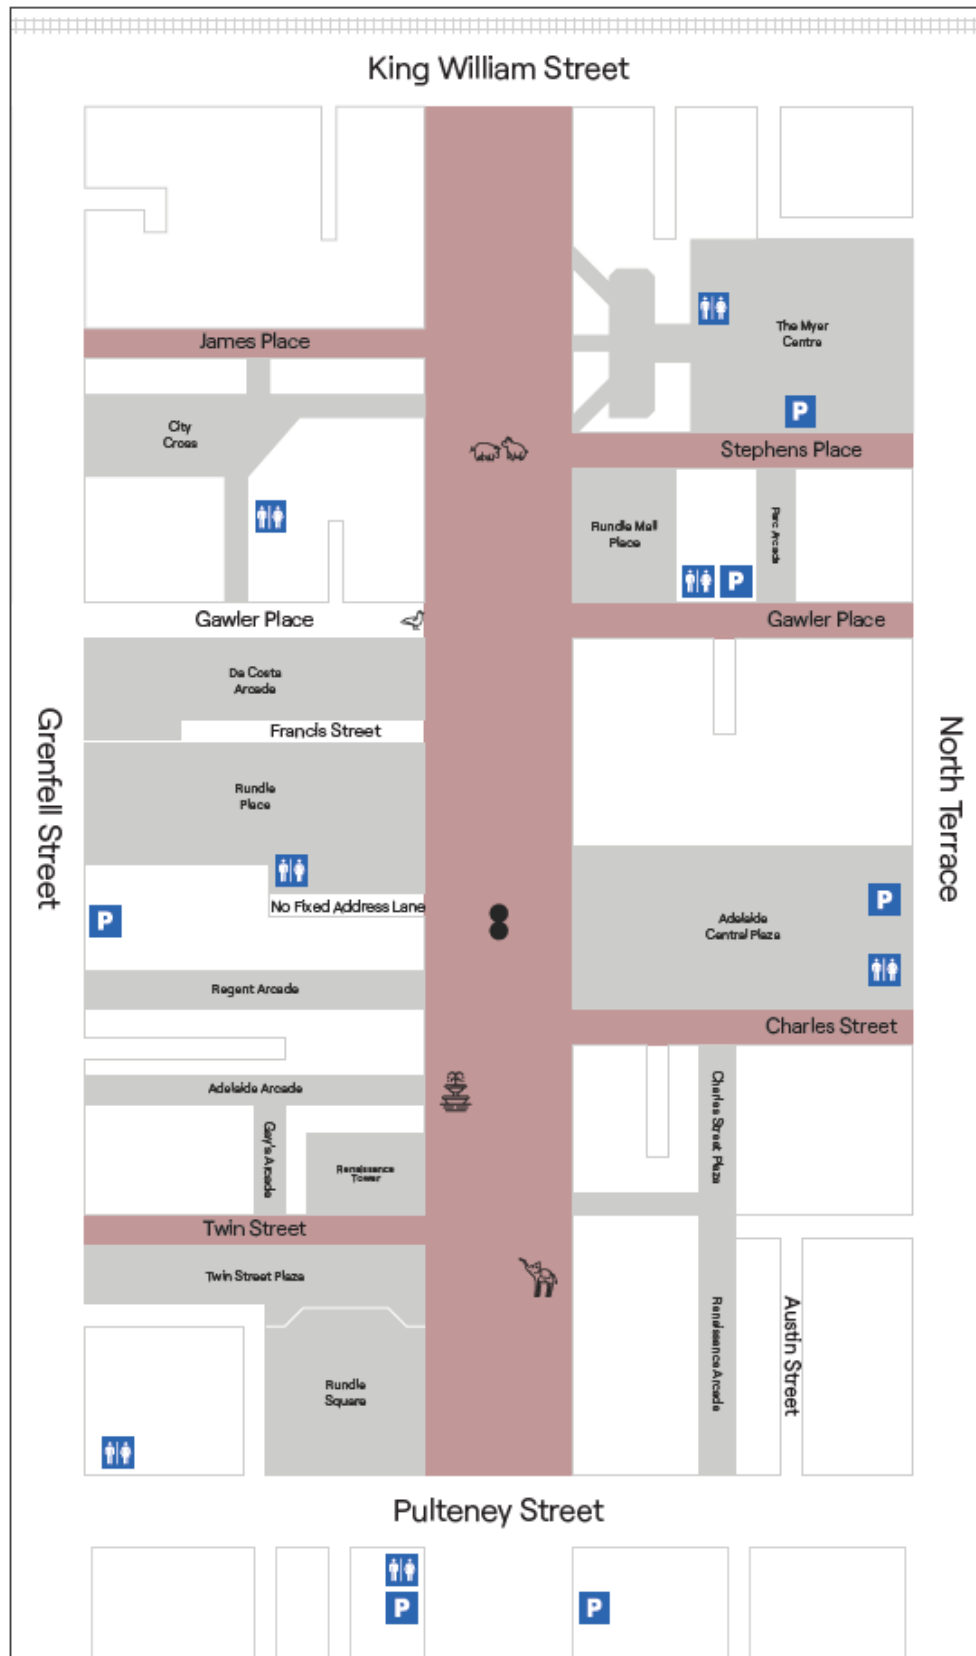 King William Street
James Place
The Myer
Centre
P
City
Cross
Stephens Place
Rundle Mall
Place
Parc Arcade
P
Gawler Place
Gawler Place
Da Costa
Arcade
Francis Street
Grenfell Street
North Terrace
Rundle
Place
No Fixed Address Lane
P
P
Adelaide
Central Plaza
Regent Arcade
Charles Street
Adelaide Arcade
Charles Street Plaza
Gay's Arcade
Renaissance
Tower
Twin Street
Twin Street Plaza
Renaissance Arcade
Austin Street
Rundle
Square
Pulteney Street
P
P